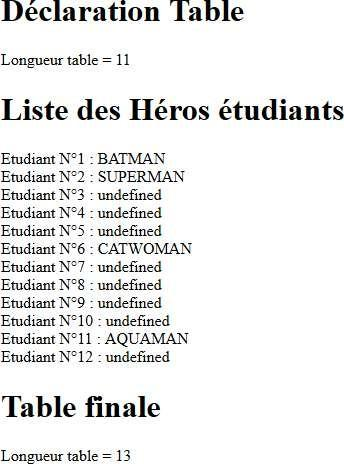 Déclaration Table
Longueur table = 11
Liste des Héros étudiants
Etudiant N°1 : BATMAN
Etudiant N°2 : SUPERMAN
Etudiant N°3 : undefined
Etudiant N°4 : undefined
Etudiant N°5 : undefined
Etudiant N°6 : CATWOMAN
Etudiant N°7 : undefined
Etudiant N°8 : undefined
Etudiant N°9 : undefined
Etudiant N°10 : undefined
Etudiant N°11 : AQUAMAN
Etudiant N°12 : undefined
Table finale
Longueur table = 13